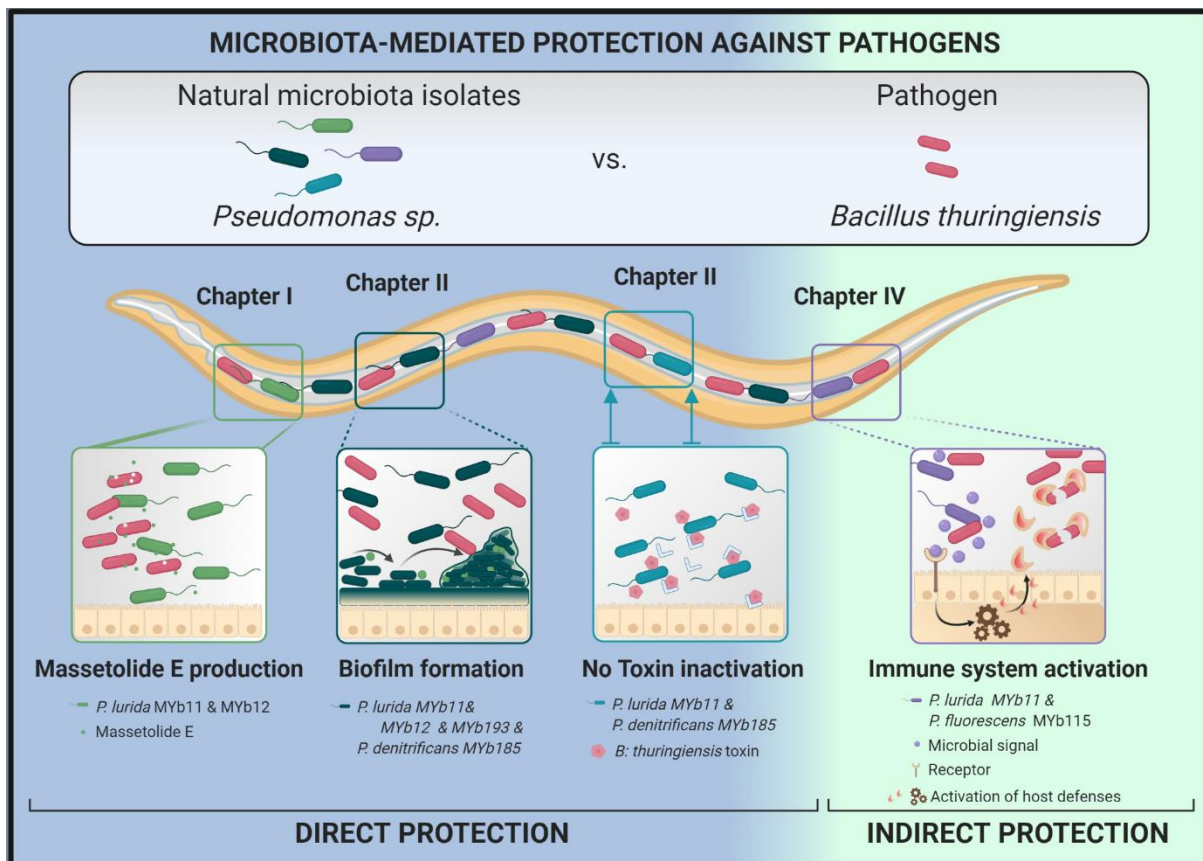 MICROBIOTA-MEDIATED PROTECTION AGAINST PATHOGENS
Natural microbiota isolates
Pathogen
vs.
Pseudomonas sp.
Bacillus thuringiensis
Chapter I
Chapter II
Chapter II
Chapter IV
Massetolide E production
P. lurida MYb11 & MYb12
Massetolide E
Biofilm formation
P. lurida MYb11&
MYb12 & MYb193 &
P. denitrificans MYb185
No Toxin inactivation
P. lurida MYb11 &
P. denitrificans MYb185
B: thuringiensis toxin
Immune system activation
P. lurida MYb11 &
P. fluorescens MYb115
Microbial signal
Receptor
Activation of host defenses
DIRECT PROTECTION
INDIRECT PROTECTION